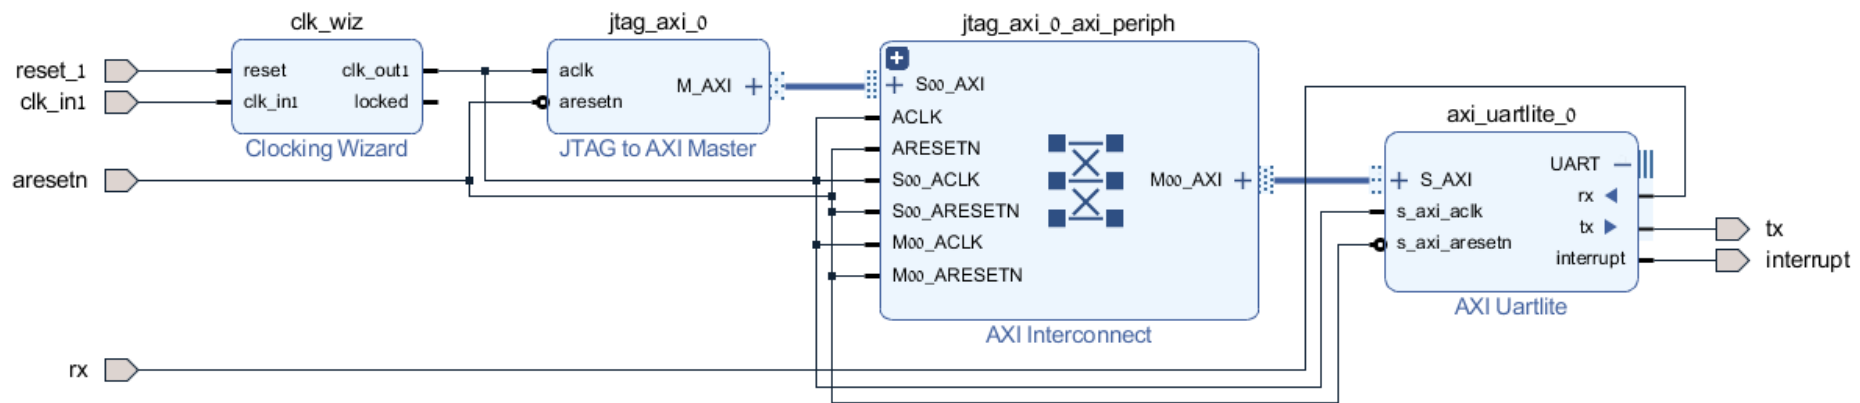 clk_wiz
reset_1
clk_in1
reset
clk_in1
clk_out1
locked
Clocking Wizard
jtag_axi_0
aclk
aresetn
M_AXI
JTAG to AXI Master
aresetn
jtag_axi_0_axi_periph
S00_AXI
ACLK
ARESETN
S00_ACLK
S00_ARESETN
M00_ACLK
M00_ARESETN
M00_AXI
AXI Interconnect
axi_uartlite_0
S_AXI
s_axi_aclk
s_axi_aresetn
UART
rx
tx
interrupt
AXI Uartlite
tx
interrupt
rx